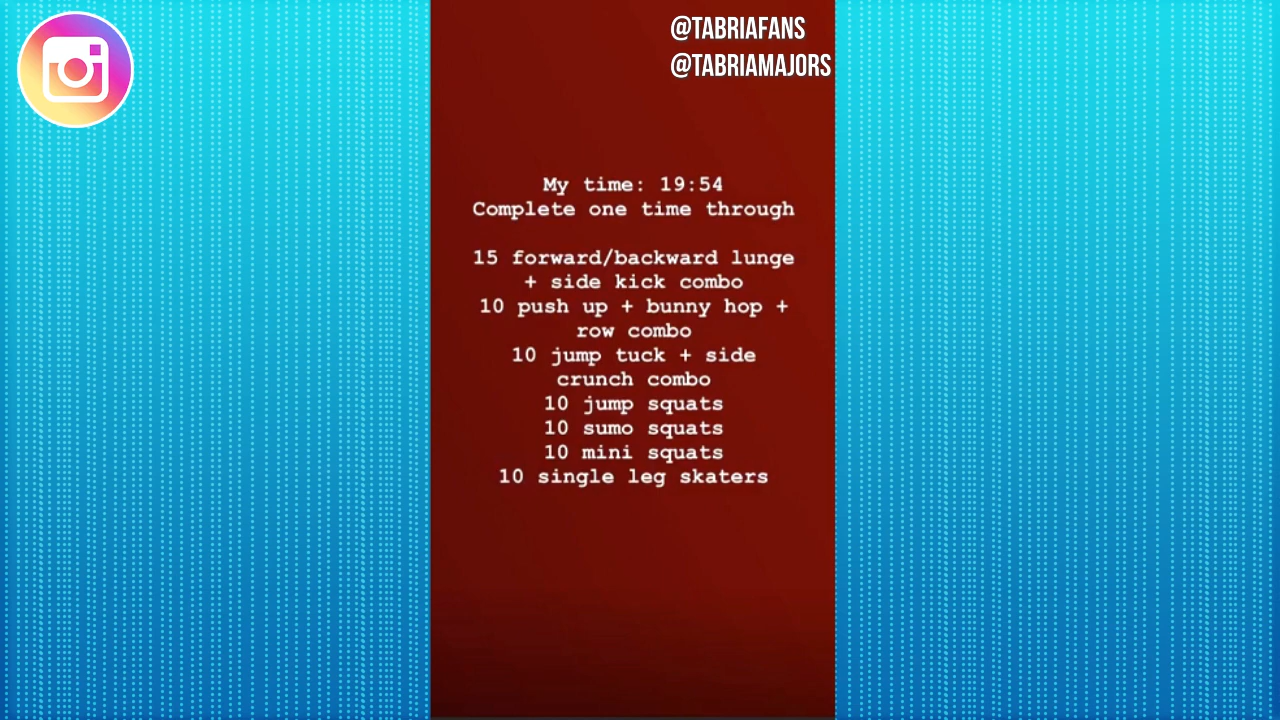 @TABRIAFANS
@TABRIAMAJORS
My time: 19:54
Complete one time through
15 forward/backward lunge
+ side kick combo
10 push up + bunny hop +
row combo
10 jump tuck + side
crunch combo
10 jump squats
10 sumo squats
10 mini squats
10 single leg skaters